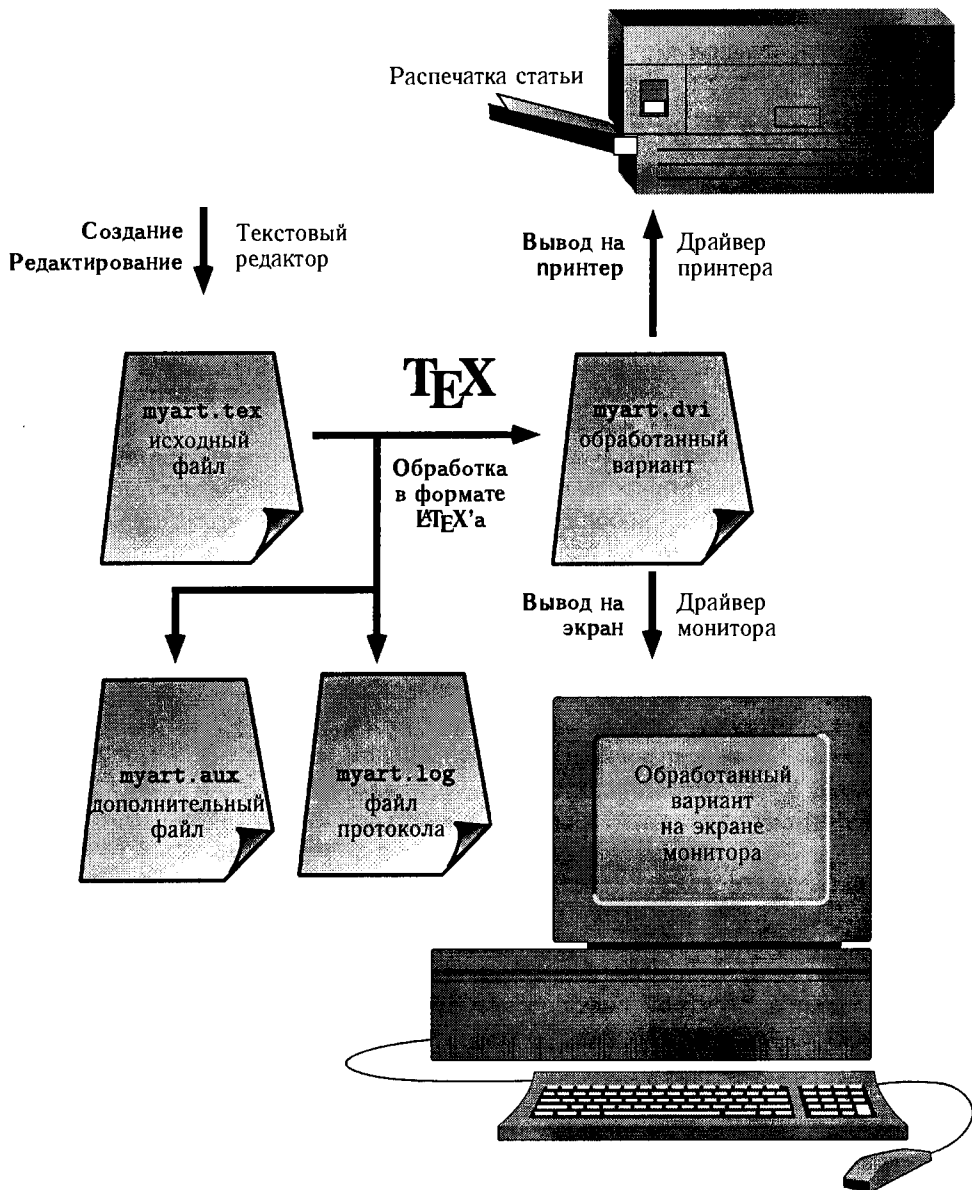 Распечатка статьи
Создание
Редактирование
Текстовый
редактор
Вывод на
принтер
Драйвер
принтера
TEX
myart.tex
исходный
файл
myart.dvi
обработанный
вариант
Обработка
в формате
LATEX'а
Вывод на
экран
Драйвер
монитора
myart.aux
дополнительный
файл
myart.log
файл
протокола
Обработанный
вариант
на экране
монитора